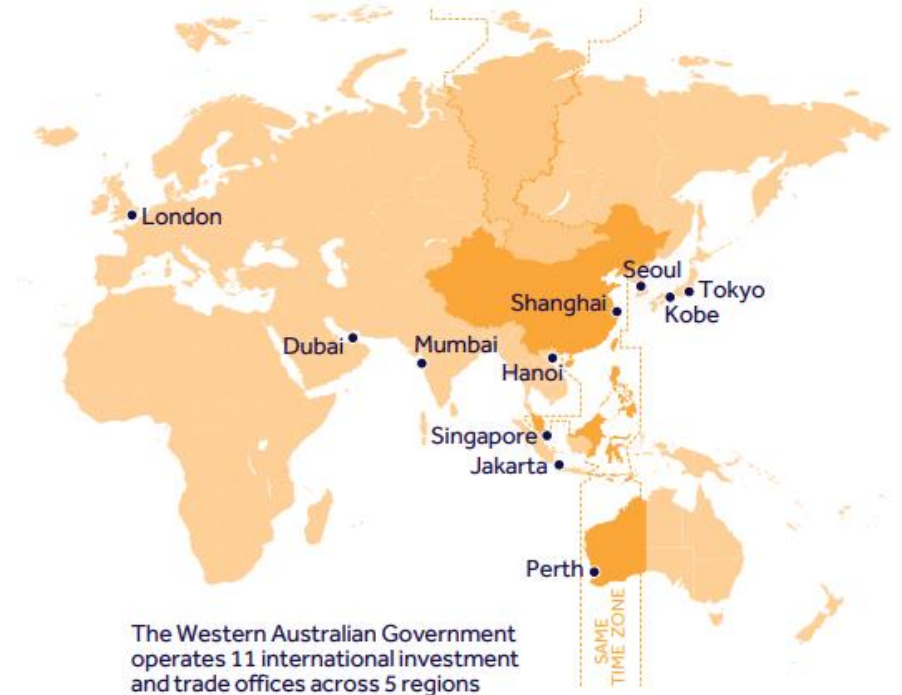 London
Seoul
Tokyo
Shanghai
Kobe
Dubai
Mumbai
Hanoi
Singapore
Jakarta
Perth
SAME
TIME ZONE
The Western Australian Government
operates 11 international investment
and trade offices across 5 regions